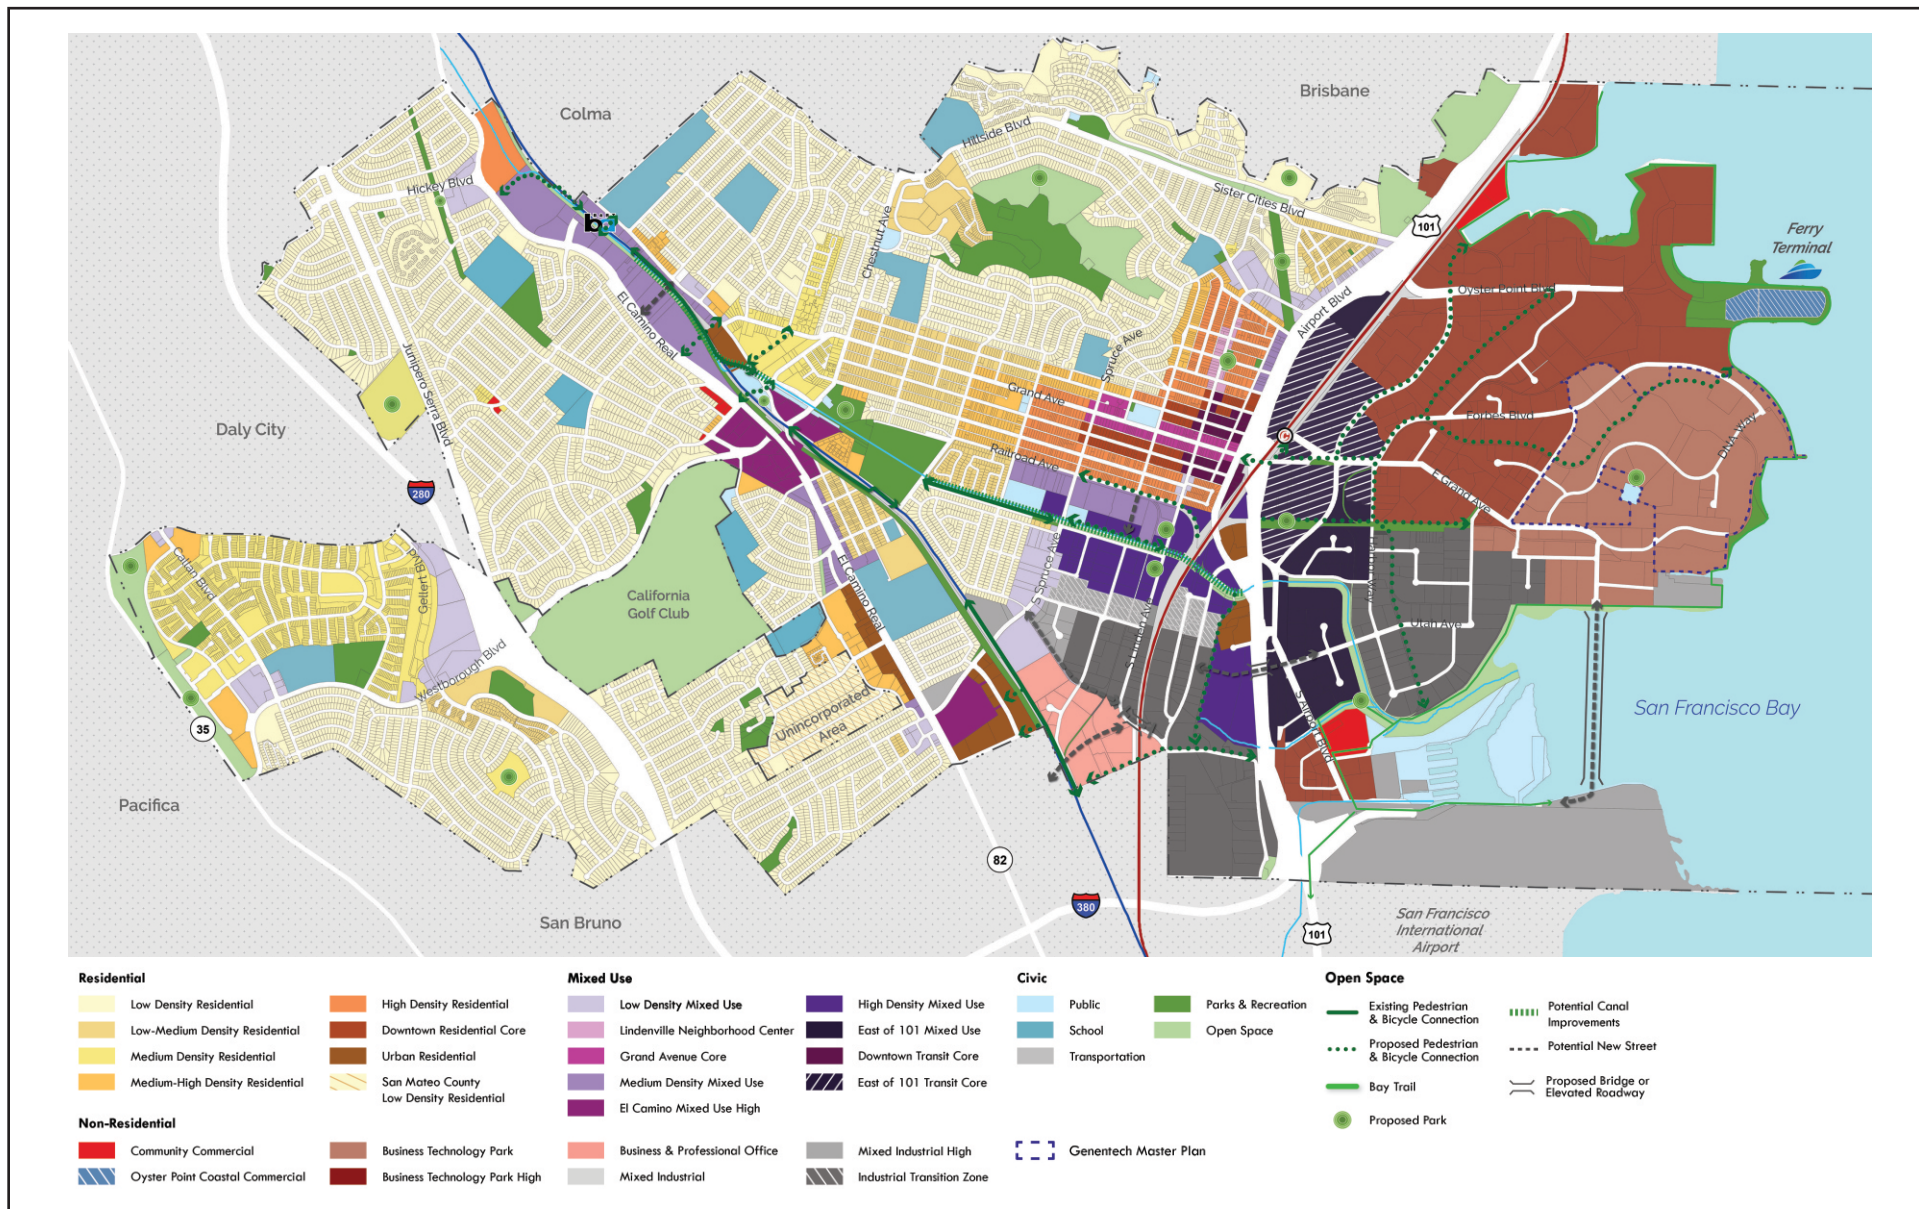 Colma
Brisbane
Hillside Blvd
Hickey Blvd
Sister Cities Blvd
Chestnut Ave
101
Ferry
Terminal
b
Oyster Point Blvd
El Camino Real
Airport Blvd
Junipero Serra Blvd
Spruce Ave
Grand Ave
Forbes Blvd
DNA Way
Daly City
C
Railroad Ave
E Grand Ave
280
Callan Blvd
Gellert Blvd
El Camino Real
S Spruce Ave
California
Golf Club
S Linden Ave
Utah Ave
Westborough Blvd
Unincorporated
Area
S Airport Blvd
San Francisco Bay
35
Pacifica
82
380
San Bruno
San Francisco
International
Airport
101
Residential
Low Density Residential
Low-Medium Density Residential
Medium Density Residential
Medium-High Density Residential
High Density Residential
Downtown Residential Core
Urban Residential
San Mateo County
Low Density Residential
Non-Residential
Community Commercial
Oyster Point Coastal Commercial
Business Technology Park
Business Technology Park High
Mixed Use
Low Density Mixed Use
Lindenville Neighborhood Center
Grand Avenue Core
Medium Density Mixed Use
El Camino Mixed Use High
High Density Mixed Use
East of 101 Mixed Use
Downtown Transit Core
East of 101 Transit Core
Business & Professional Office
Mixed Industrial
Mixed Industrial High
Industrial Transition Zone
Civic
Public
School
Transportation
Parks & Recreation
Open Space
Genentech Master Plan
Open Space
Existing Pedestrian
& Bicycle Connection
Proposed Pedestrian
& Bicycle Connection
Bay Trail
Proposed Park
Potential Canal
Improvements
Potential New Street
Proposed Bridge or
Elevated Roadway